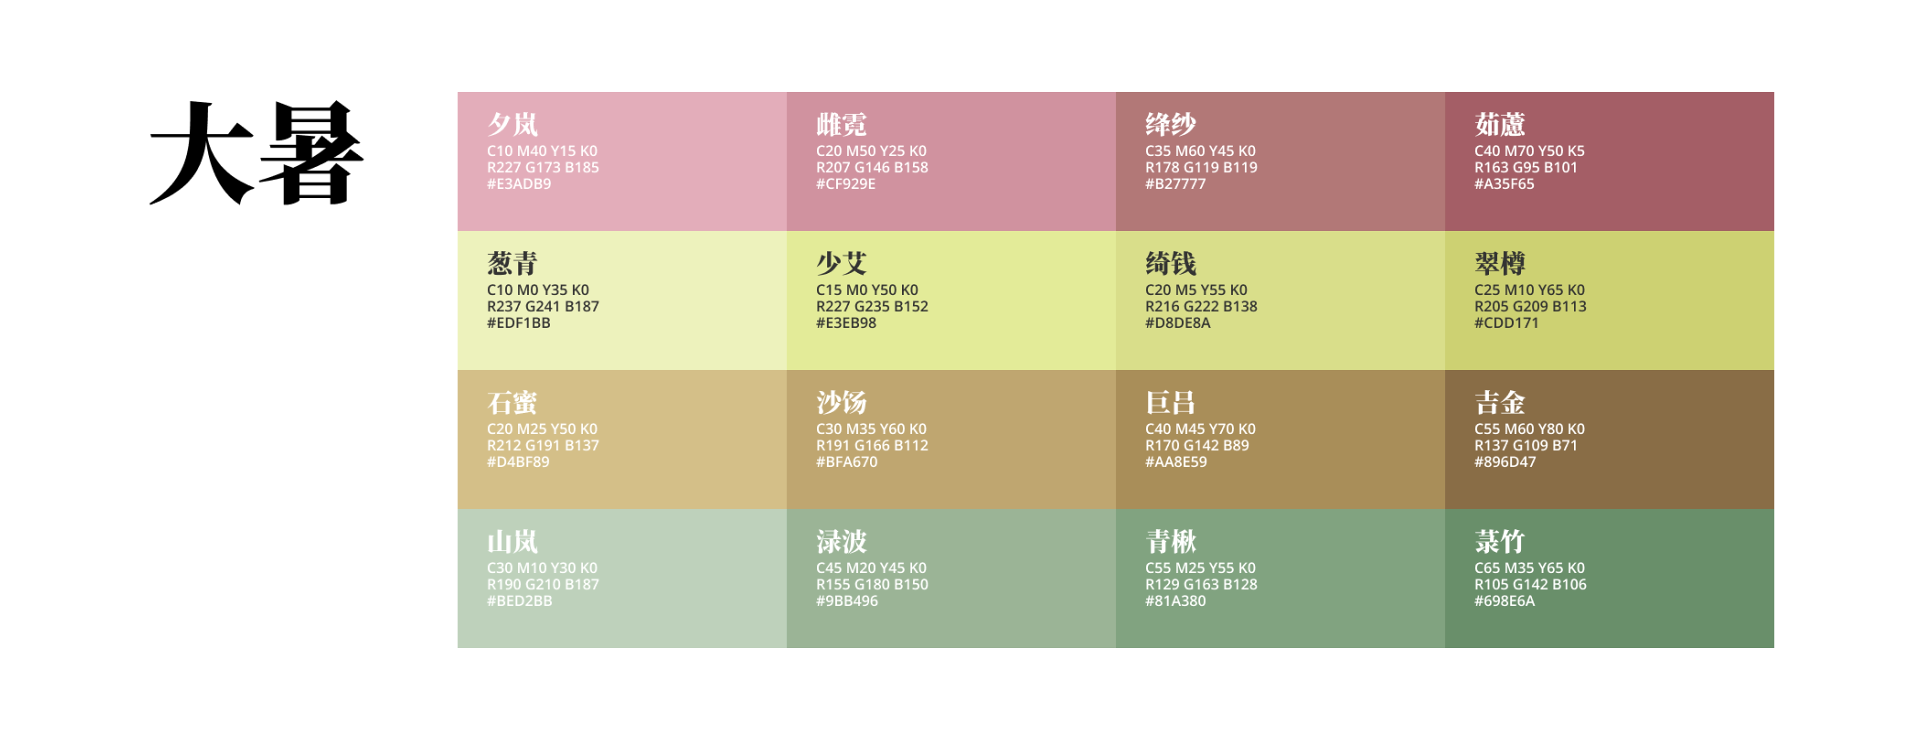 大暑
夕岚
C10 M40 Y15 K0
R227 G173 B185
#E3ADB9
雌霓
C20 M50 Y25 K0
R207 G146 B158
#CF929E
绛纱
C35 M60 Y45 K0
R178 G119 B119
#B27777
茹藘
C40 M70 Y50 K5
R163 G95 B101
#A35F65
葱青
C10 M0 Y35 K0
R237 G241 B187
#EDF1BB
少艾
C15 M0 Y50 K0
R227 G235 B152
#E3EB98
绮钱
C20 M5 Y55 K0
R216 G222 B138
#D8DE8A
翠樽
C25 M10 Y65 K0
R205 G209 B113
#CDD171
石蜜
C20 M25 Y50 K0
R212 G191 B137
#D4BF89
沙饧
C30 M35 Y60 K0
R191 G166 B112
#BFA670
巨吕
C40 M45 Y70 K0
R170 G142 B89
#AA8E59
吉金
C55 M60 Y80 K0
R137 G109 B71
#896D47
山岚
C30 M10 Y30 K0
R190 G210 B187
#BED2BB
渌波
C45 M20 Y45 K0
R155 G180 B150
#9BB496
青楸
C55 M25 Y55 K0
R129 G163 B128
#81A380
菉竹
C65 M35 Y65 K0
R105 G142 B106
#698E6A